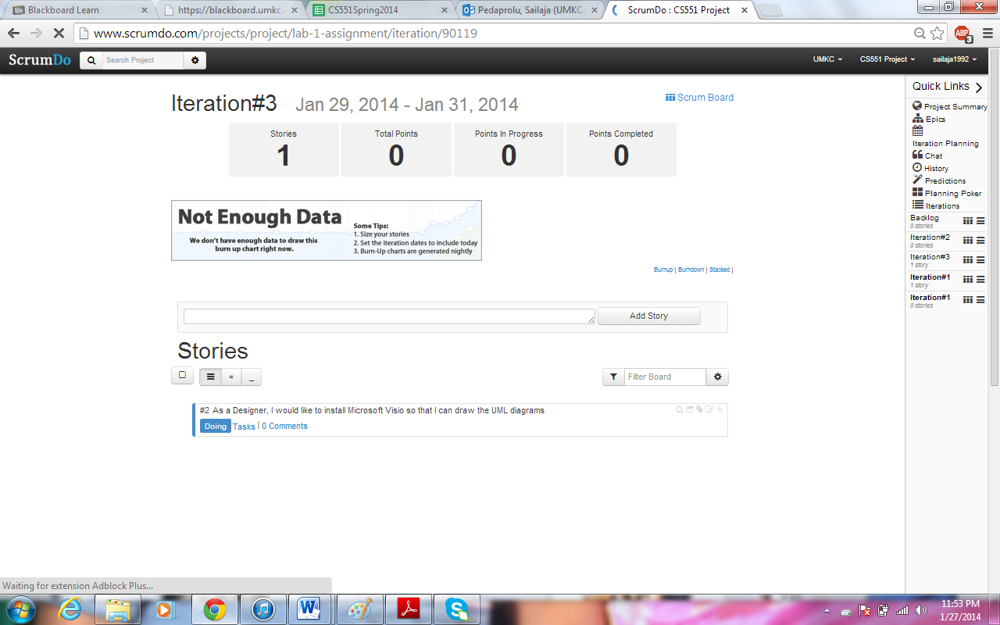 Bb Blackboard Learn
https://blackboard.umkc.
CS551Spring2014
Pedaprolu, Sailaja (UMKC-
ScrumDo : CS551 Project
www.scrumdo.com/projects/project/lab-1-assignment/iteration/90119
ABP 3
ScrumDo
Search Project
UMKC
CS551 Project
sailaja1992
Iteration#3 Jan 29, 2014 - Jan 31, 2014
Scrum Board
Stories
1
Total Points
0
Points In Progress
0
Points Completed
0
Not Enough Data
We don't have enough data to draw this
burn up chart right now.
Some Tips:
1. Size your stories
2. Set the iteration dates to include today
3. Burn-Up charts are generated nightly
Burnup | Burndown | Stacked |
Add Story
Stories
Filter Board
#2 As a Designer, I would like to install Microsoft Visio so that I can draw the UML diagrams
Doing Tasks | 0 Comments
Quick Links
Project Summary
Epics
Iteration Planning
Chat
History
Predictions
Planning Poker
Iterations
Backlog
0 stories
Iteration#2
0 stories
Iteration#3
1 story
Iteration#1
1 story
Iteration#1
0 stories
Waiting for extension Adblock Plus...
11:53 PM
1/27/2014